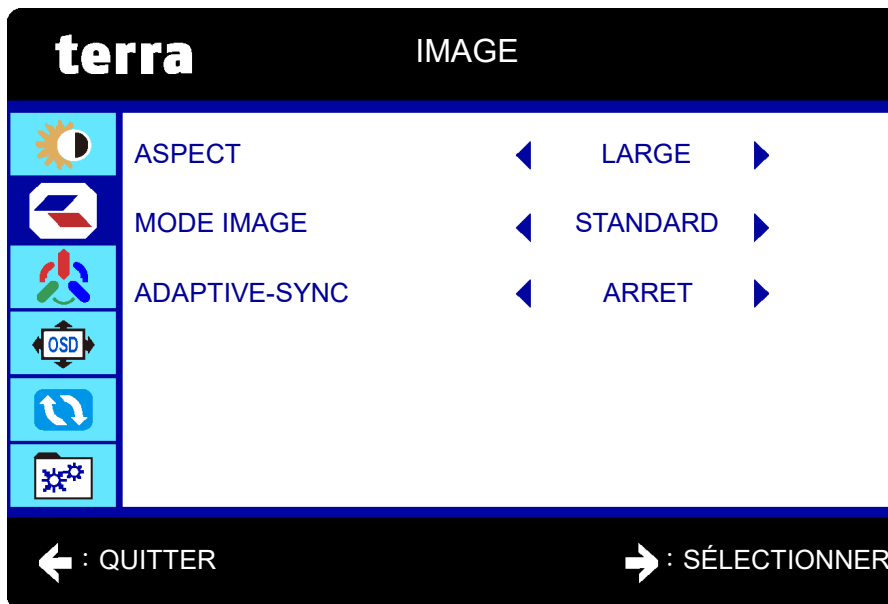 terra
IMAGE
ASPECT LARGE
MODE IMAGE STANDARD
ADAPTIVE-SYNC ARRET
OSD
: QUITTER : SÉLECTIONNER